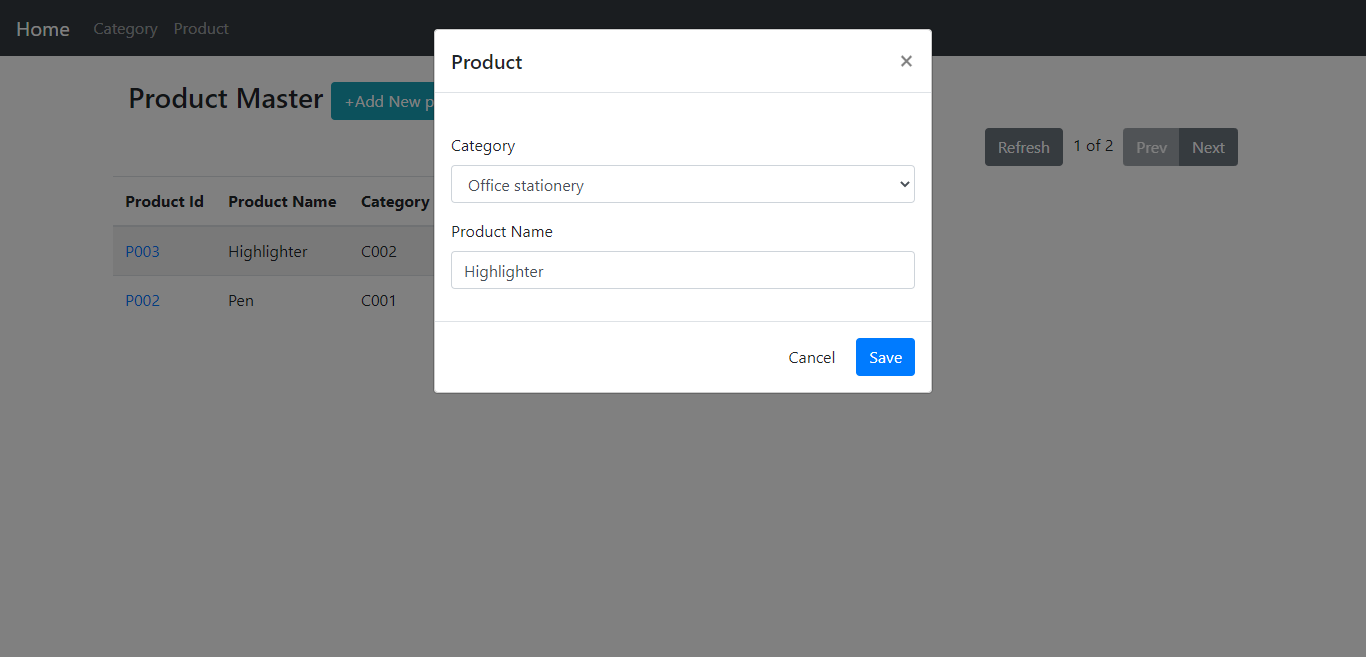 Home Category Product
Product ×
Product Master +Add New p
Category
Refresh 1 of 2 Prev Next
Office stationery
Product Id Product Name Category
Product Name
P003 Highlighter C002
Highlighter
P002 Pen C001
Cancel Save